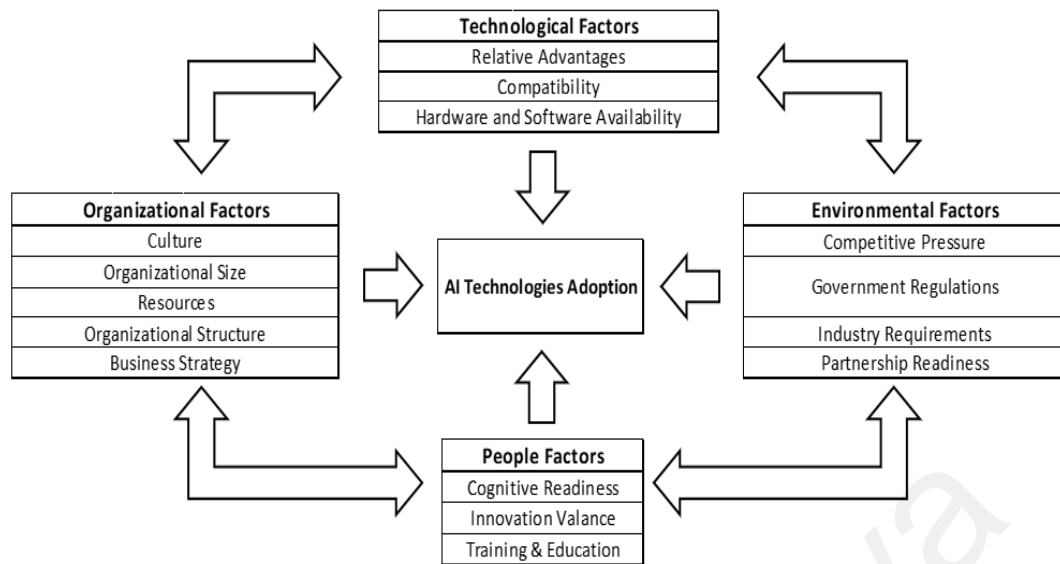 Technological Factors
Relative Advantages
Compatibility
Hardware and Software Availability
Organizational Factors
Culture
Organizational Size
Resources
Organizational Structure
Business Strategy
AI Technologies Adoption
Environmental Factors
Competitive Pressure
Government Regulations
Industry Requirements
Partnership Readiness
People Factors
Cognitive Readiness
Innovation Valance
Training & Education